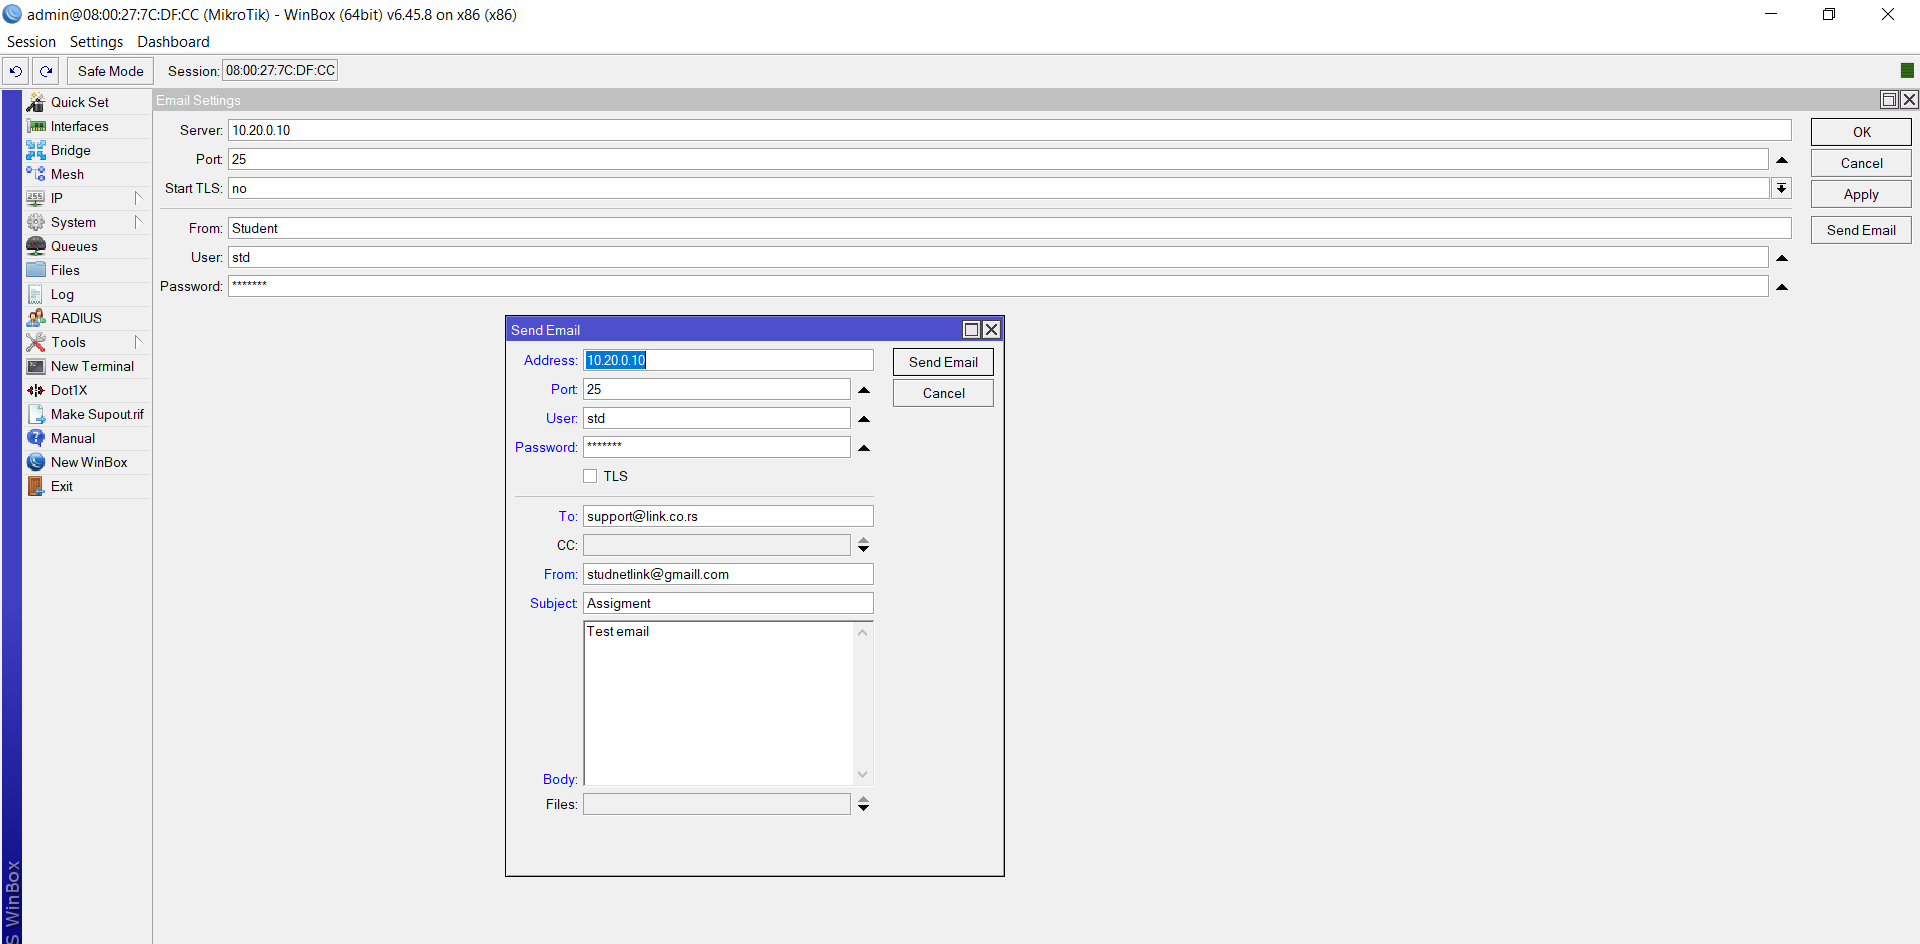 admin@08:00:27:7C:DF:CC (MikroTik) - WinBox (64bit) v6.45.8 on x86 (x86)
Session Settings Dashboard
Safe Mode Session: 08:00:27:7C:DF:CC
Quick Set
Interfaces
Bridge
Mesh
IP
System
Queues
Files
Log
RADIUS
Tools
New Terminal
Dot1X
Make Supout.rif
Manual
New WinBox
Exit
S WinBox
Email Settings
Server: 10.20.0.10
Port: 25
Start TLS: no
From: Student
User: std
Password: *******
OK
Cancel
Apply
Send Email
Send Email
Address: 10.20.0.10
Port: 25
User: std
Password: *******
TLS
To: support@link.co.rs
CC:
From: studnetlink@gmaill.com
Subject: Assigment
Test email
Body:
Files:
Send Email
Cancel